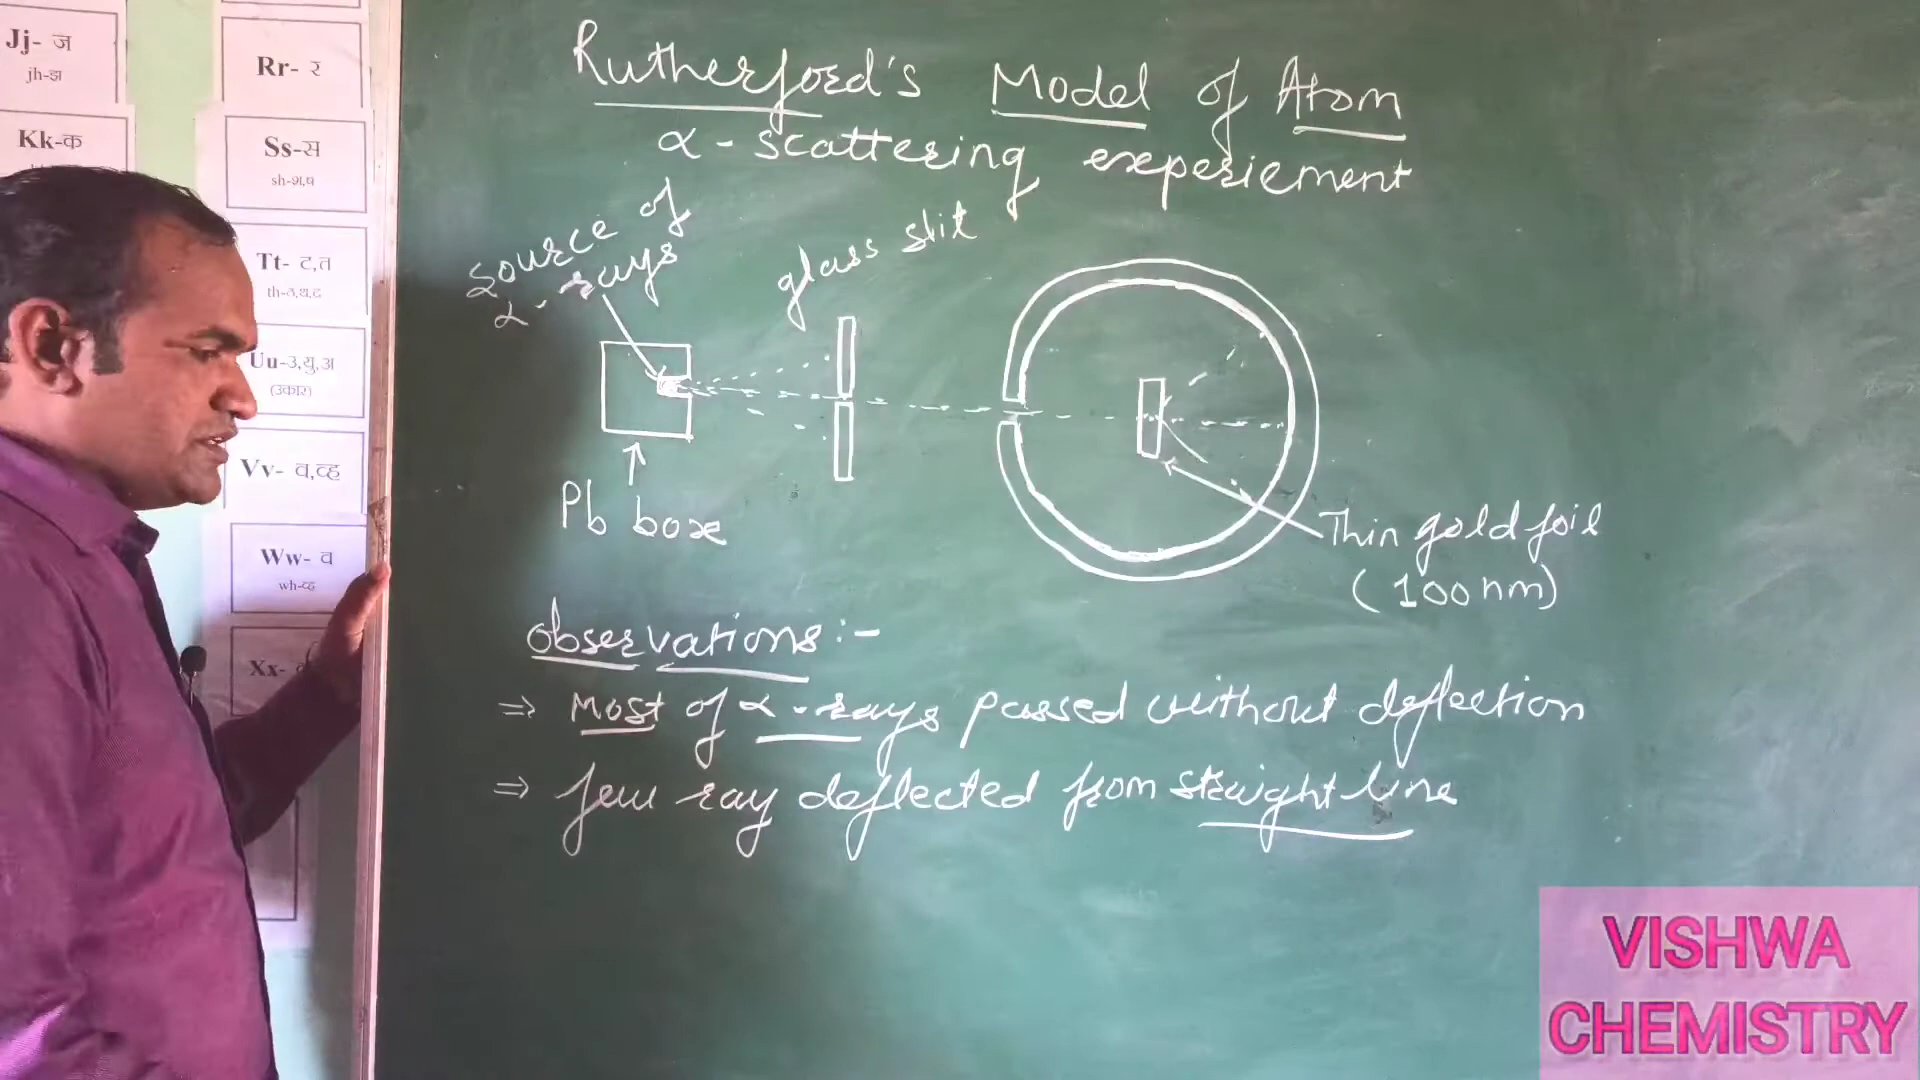 Jj- ज
jh-झ
Kk-क
Rr- र
Ss-स
sh-श,ष
Tt- ट,त
th-ठ,थ,द
Uu-उ,यु,अ
(उकार)
Vv- व,व्ह
Ww- व
wh-व्ह
Xx-
Rutherford's Model of Atom
α-scattering experiement
source of
α-rays
glass slit
Pb box
Thin gold foil
(100nm)
observations:-
⇒ Most of α-rays passed without deflection
⇒ few ray deflected from straight line
VISHWA
CHEMISTRY